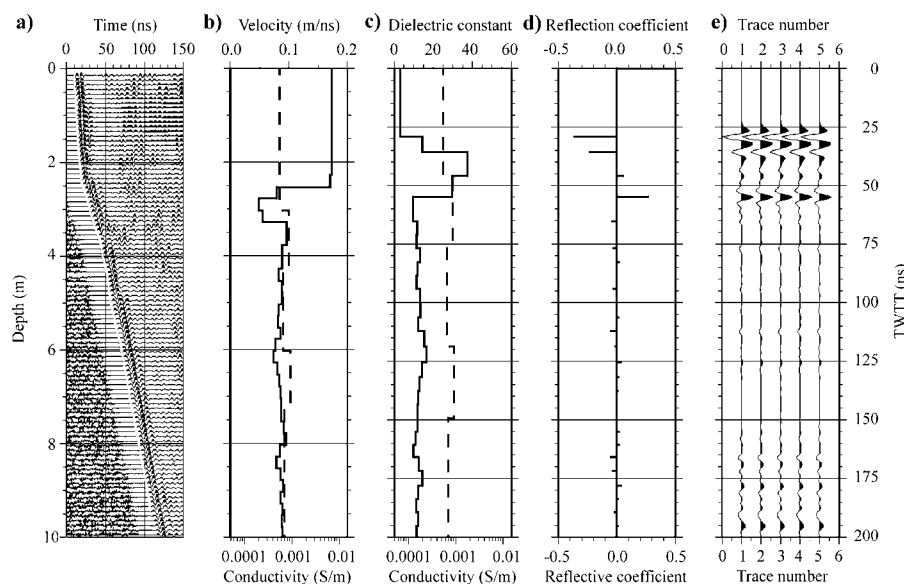 a) Time (ns) b) Velocity (m/ns) c) Dielectric constant d) Reflection coefficient e) Trace number
0 50 100 150 0.0 0.1 0.2 0 20 40 60 -0.5 0.0 0.5 0 1 2 3 4 5 6
0 0
25
2
50
4 75
Depth (m) 100 TWTT (ns)
6 125
150
8
175
10 200
0.0001 0.001 0.01 0.0001 0.001 0.01 -0.5 0.0 0.5 0 1 2 3 4 5 6
Conductivity (S/m) Conductivity (S/m) Reflective coefficient Trace number